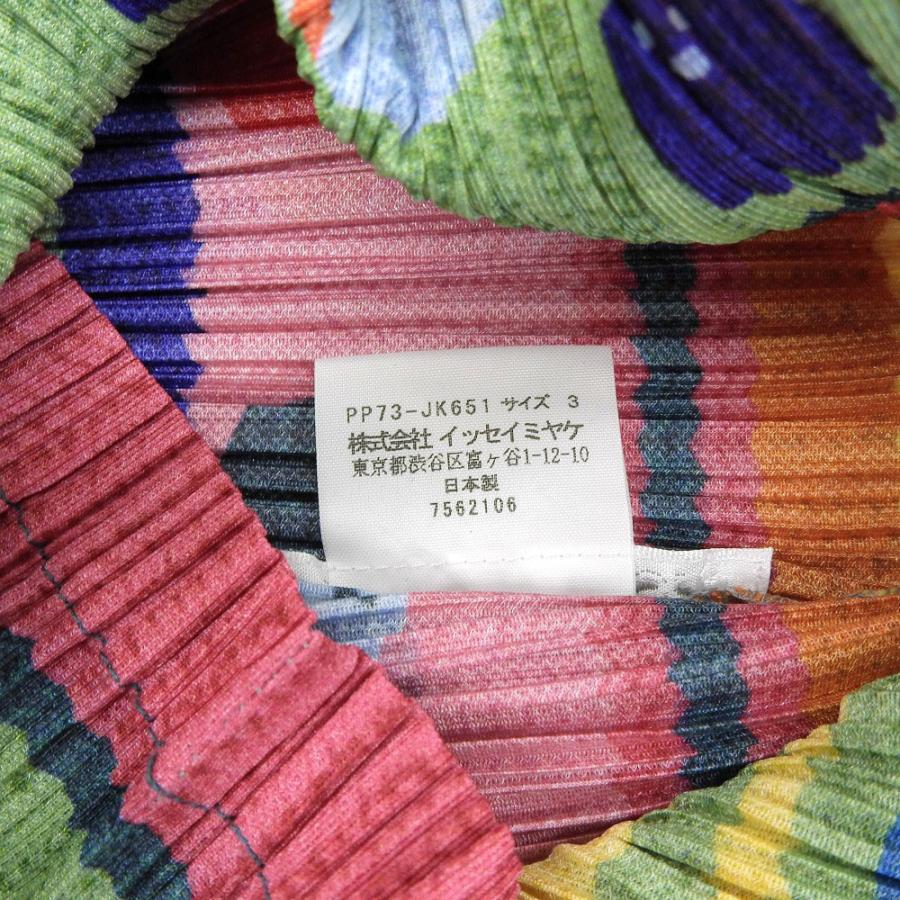 PP73-JK651 サイズ 3
株式会社 イッセイミヤケ
東京都渋谷区富ヶ谷1-12-10
日本製
7562106